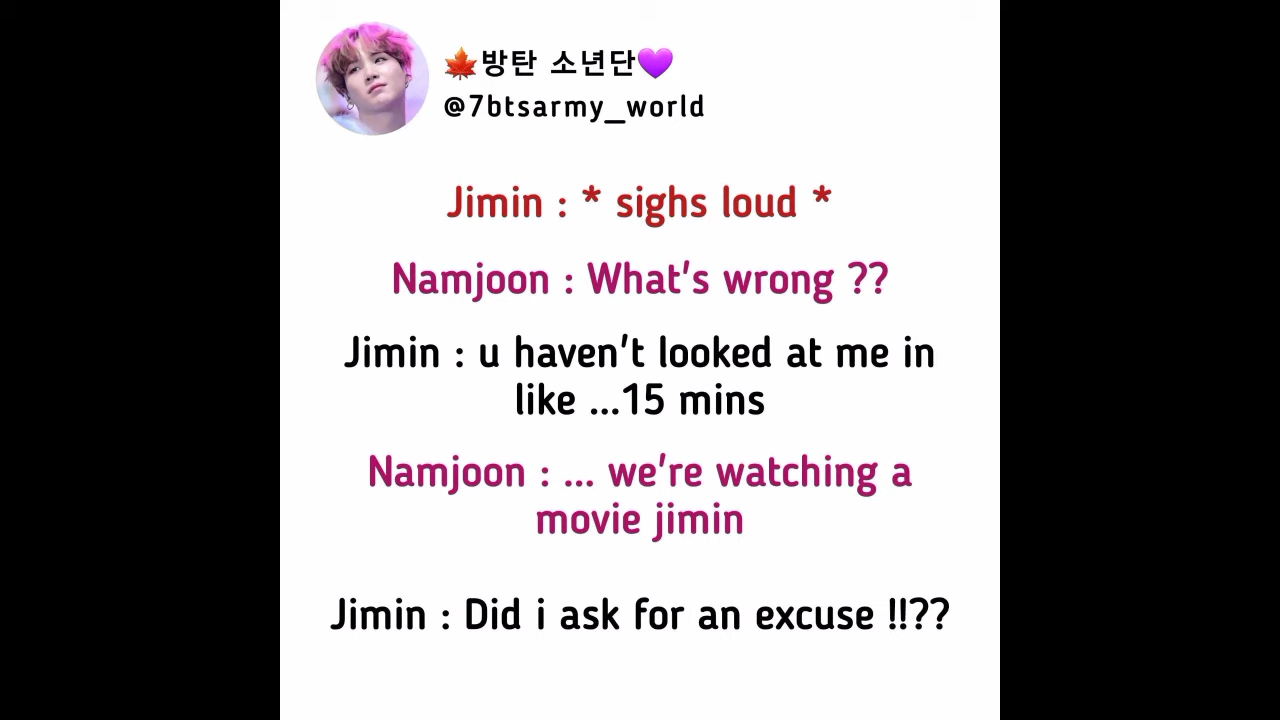 🍁방탄 소년단💜
@7btsarmy_world
Jimin : * sighs loud *
Namjoon : What's wrong ??
Jimin : u haven't looked at me in
like ...15 mins
Namjoon : ... we're watching a
movie jimin
Jimin : Did i ask for an excuse !!??